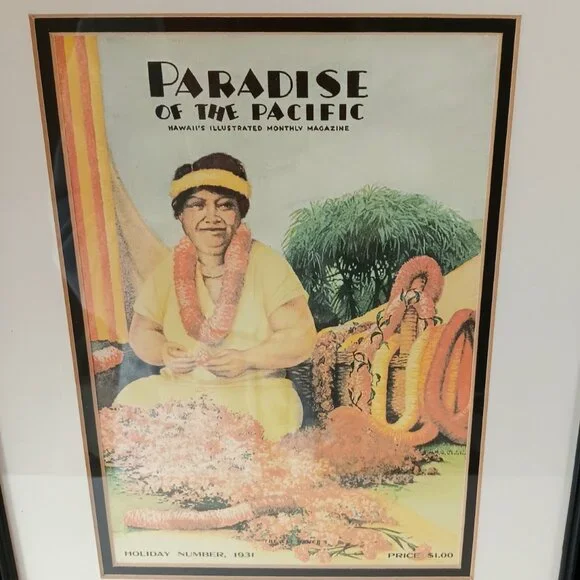 PARADISE
OF THE PACIFIC
HAWAII'S ILLUSTRATED MONTHLY MAGAZINE
HOLIDAY NUMBER, 1931
PRICE $1.00